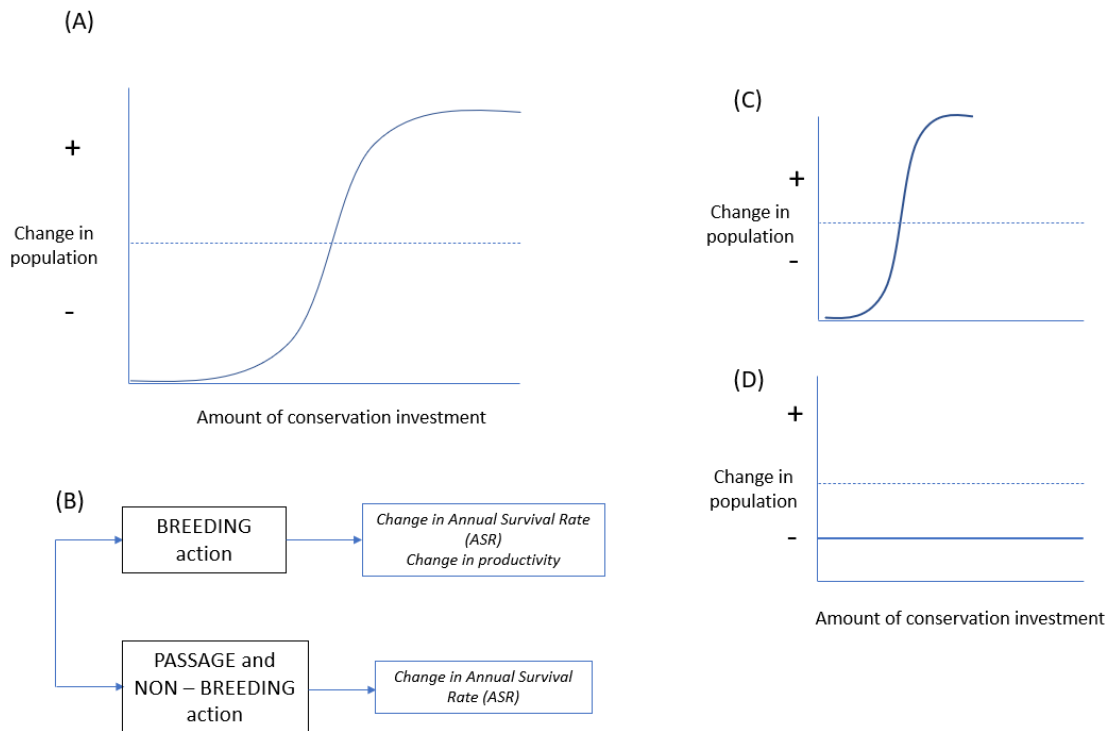 (A)
+
Change in
population
-
Amount of conservation investment
(B)
BREEDING
action
Change in Annual Survival Rate
(ASR)
Change in productivity
PASSAGE and
NON – BREEDING
action
Change in Annual Survival
Rate (ASR)
(C)
+
Change in
population
-
(D)
+
Change in
population
-
Amount of conservation investment